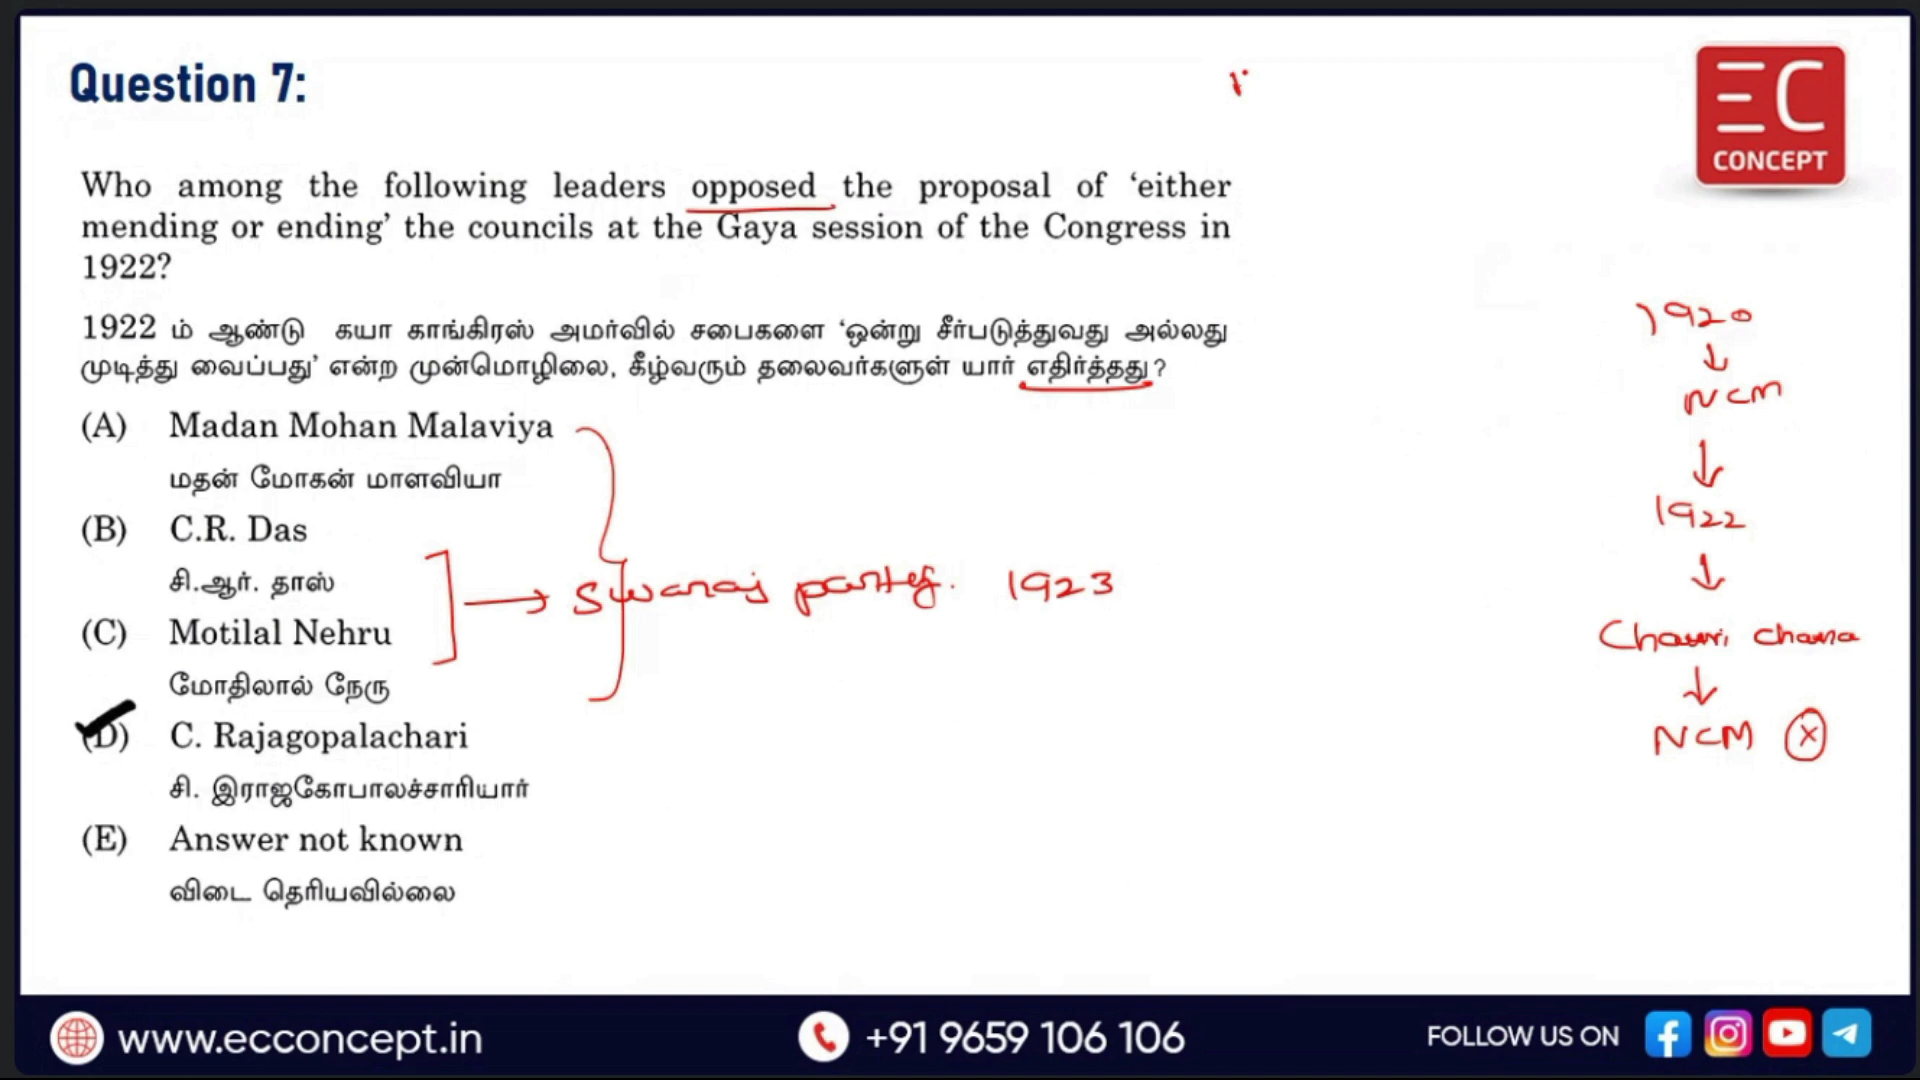 Question 7:
EC
CONCEPT
Who among the following leaders opposed the proposal of ‘either
mending or ending’ the councils at the Gaya session of the Congress in
1922?
1922 ம் ஆண்டு கயா காங்கிரஸ் அமர்வில் சபைகளை ‘ஒன்று சீர்படுத்துவது அல்லது
முடித்து வைப்பது’ என்ற முன்மொழிலை, கீழ்வரும் தலைவர்களுள் யார் எதிர்த்தது?
(A) Madan Mohan Malaviya
மதன் மோகன் மாளவியா
(B) C.R. Das
சி.ஆர். தாஸ்
(C) Motilal Nehru
மோதிலால் நேரு
(D) C. Rajagopalachari
சி. இராஜகோபாலச்சாரியார்
(E) Answer not known
விடை தெரியவில்லை
Swaraj party. 1923
1920
NCM
1922
Chauri chaura
NCM X
www.ecconcept.in
+91 9659 106 106
FOLLOW US ON